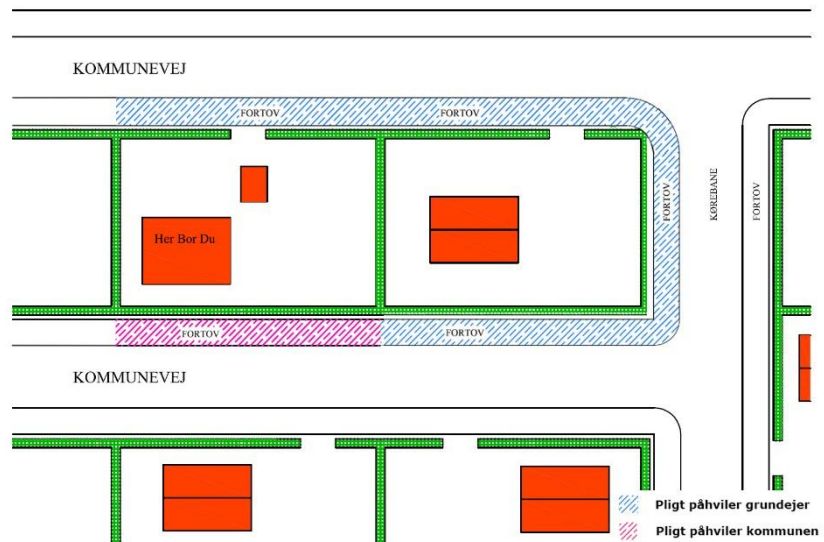 KOMMUNEVEJ
FORTOV
FORTOV
FORTOV
KØREBANE
FORTOV
Her Bor Du
FORTOV
FORTOV
KOMMUNEVEJ
Pligt påhviler grundejer
Pligt påhviler kommunen